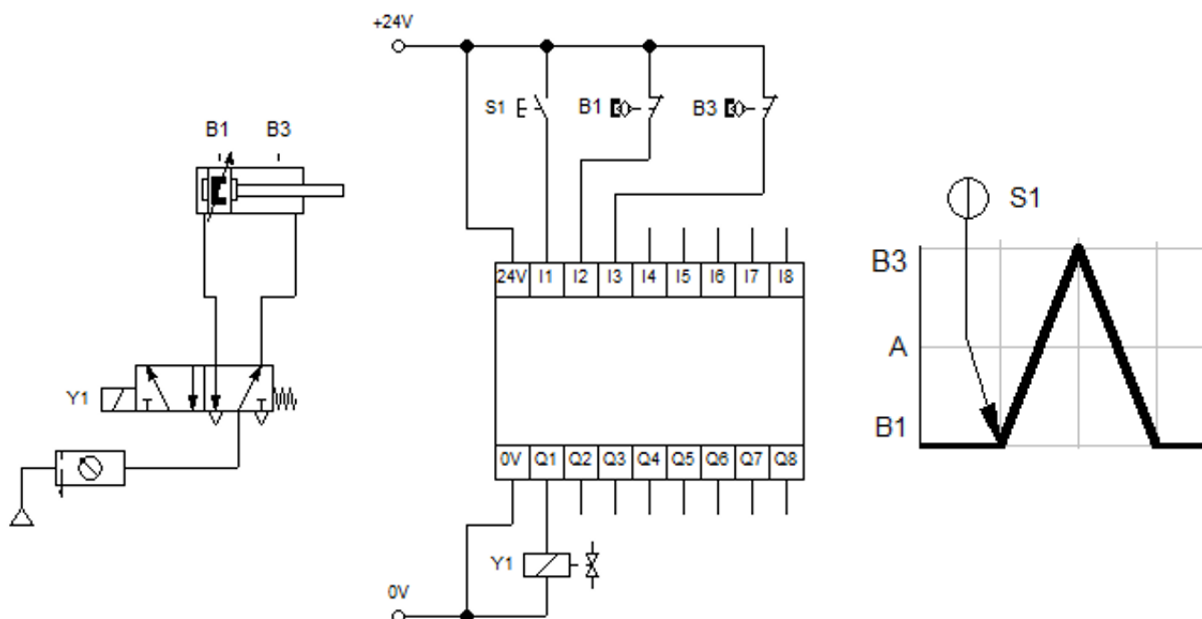 +24V
S1
B1
B3
B1
B3
Y1
24V I1 I2 I3 I4 I5 I6 I7 I8
0V Q1 Q2 Q3 Q4 Q5 Q6 Q7 Q8
Y1
0V
S1
B3
A
B1